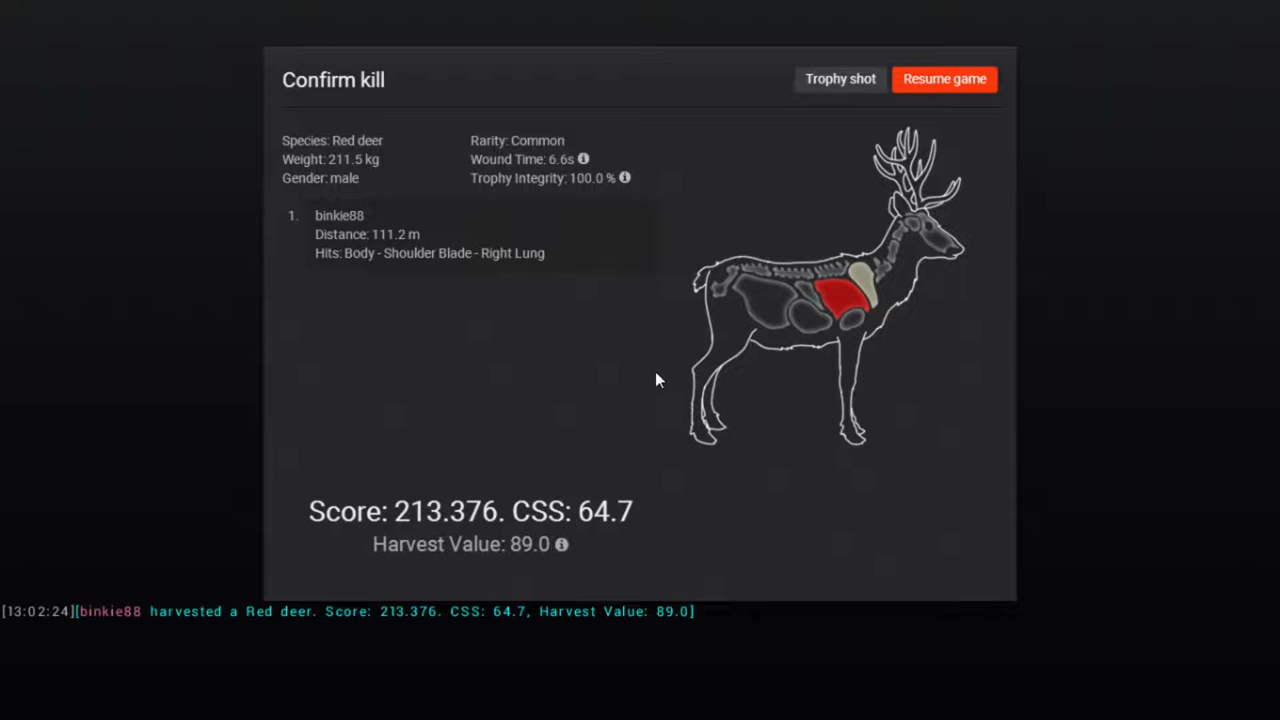 Confirm kill
Trophy shot
Resume game
Species: Red deer
Weight: 211.5 kg
Gender: male
Rarity: Common
Wound Time: 6.6s
Trophy Integrity: 100.0 %
1. binkie88
Distance: 111.2 m
Hits: Body - Shoulder Blade - Right Lung
Score: 213.376. CSS: 64.7
Harvest Value: 89.0
[13:02:24][binkie88 harvested a Red deer. Score: 213.376. CSS: 64.7, Harvest Value: 89.0]